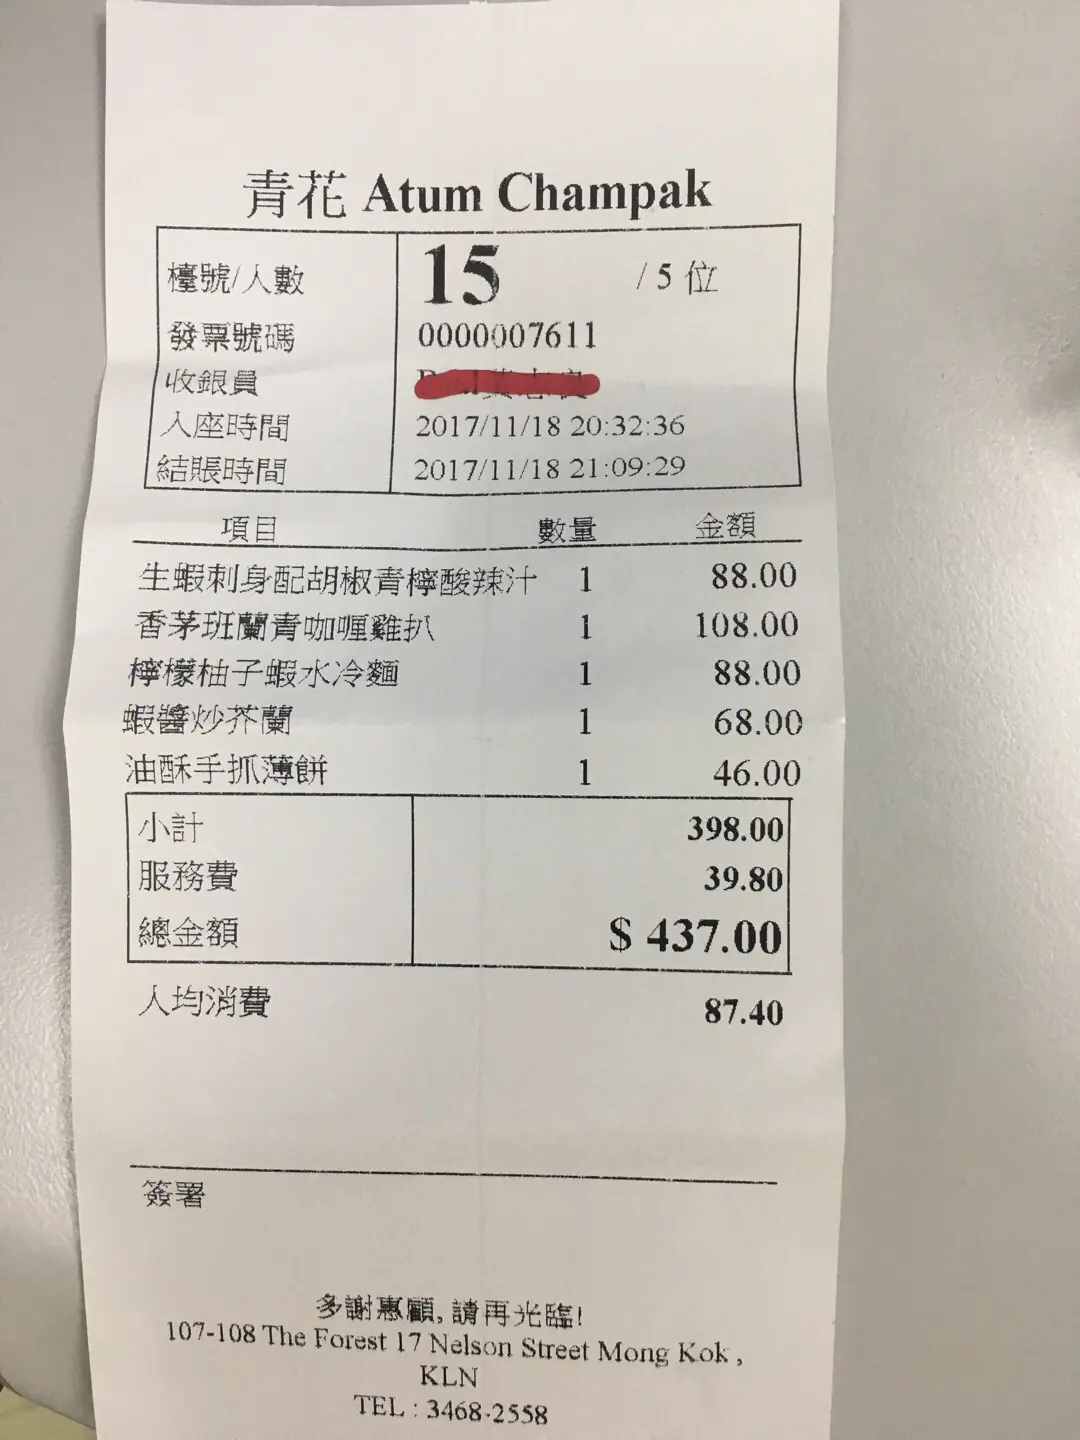 青花 Atum Champak
檯號/人數 15 / 5 位
發票號碼 0000007611
收銀員
入座時間 2017/11/18 20:32:36
結賬時間 2017/11/18 21:09:29
項目 數量 金額
生蝦刺身配胡椒青檸酸辣汁 1 88.00
香茅班蘭青咖喱雞扒 1 108.00
檸檬柚子蝦水冷麵 1 88.00
蝦醬炒芥蘭 1 68.00
油酥手抓薄餅 1 46.00
小計 398.00
服務費 39.80
總金額 $ 437.00
人均消費 87.40
簽署
多謝惠顧, 請再光臨!
107-108 The Forest 17 Nelson Street Mong Kok ,
KLN
TEL : 3468-2558